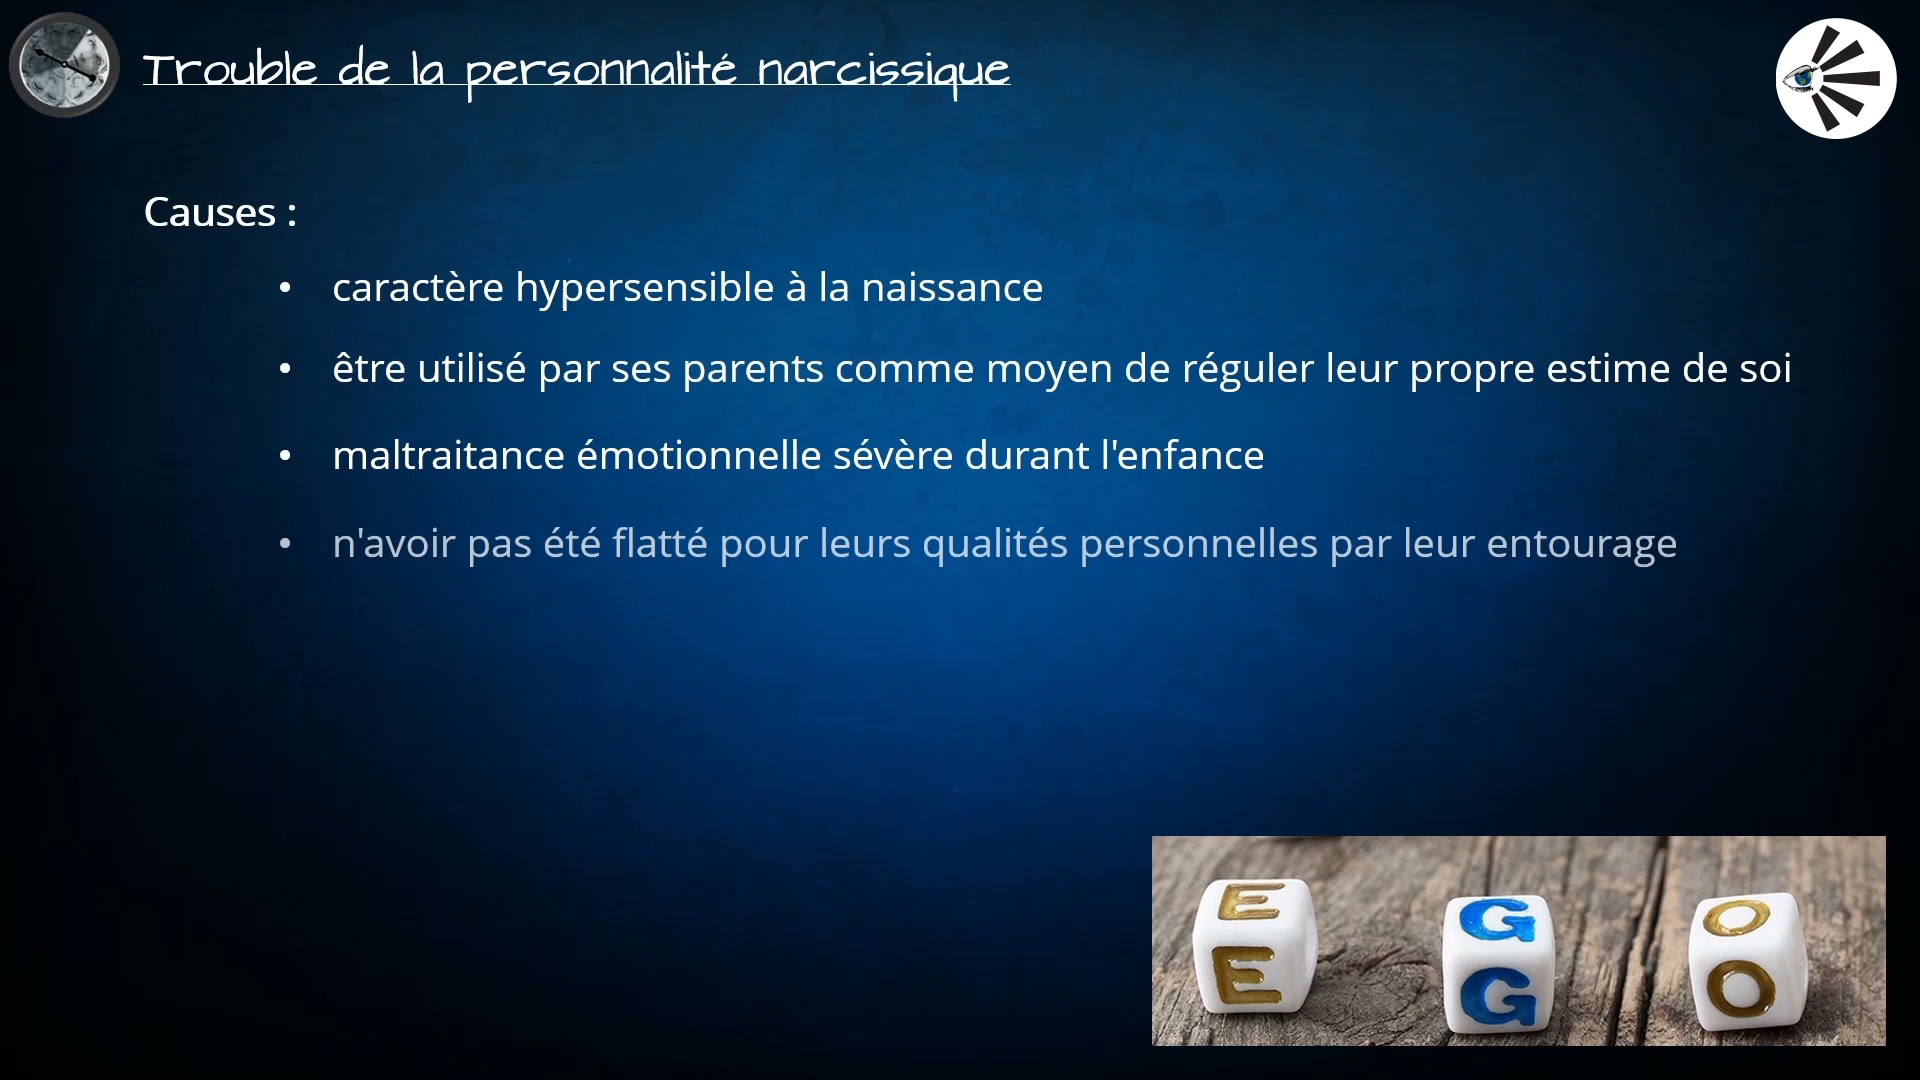 Trouble de la personnalité narcissique
Causes :
• caractère hypersensible à la naissance
• être utilisé par ses parents comme moyen de réguler leur propre estime de soi
• maltraitance émotionnelle sévère durant l'enfance
• n'avoir pas été flatté pour leurs qualités personnelles par leur entourage
E G O
E G O